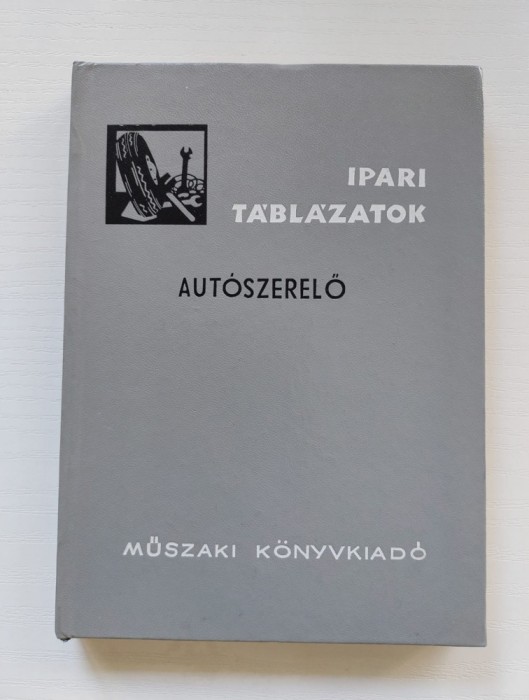 IPARI
TÁBLÁZATOK
AUTÓSZERELŐ
MŰSZAKI KÖNYVKIADÓ